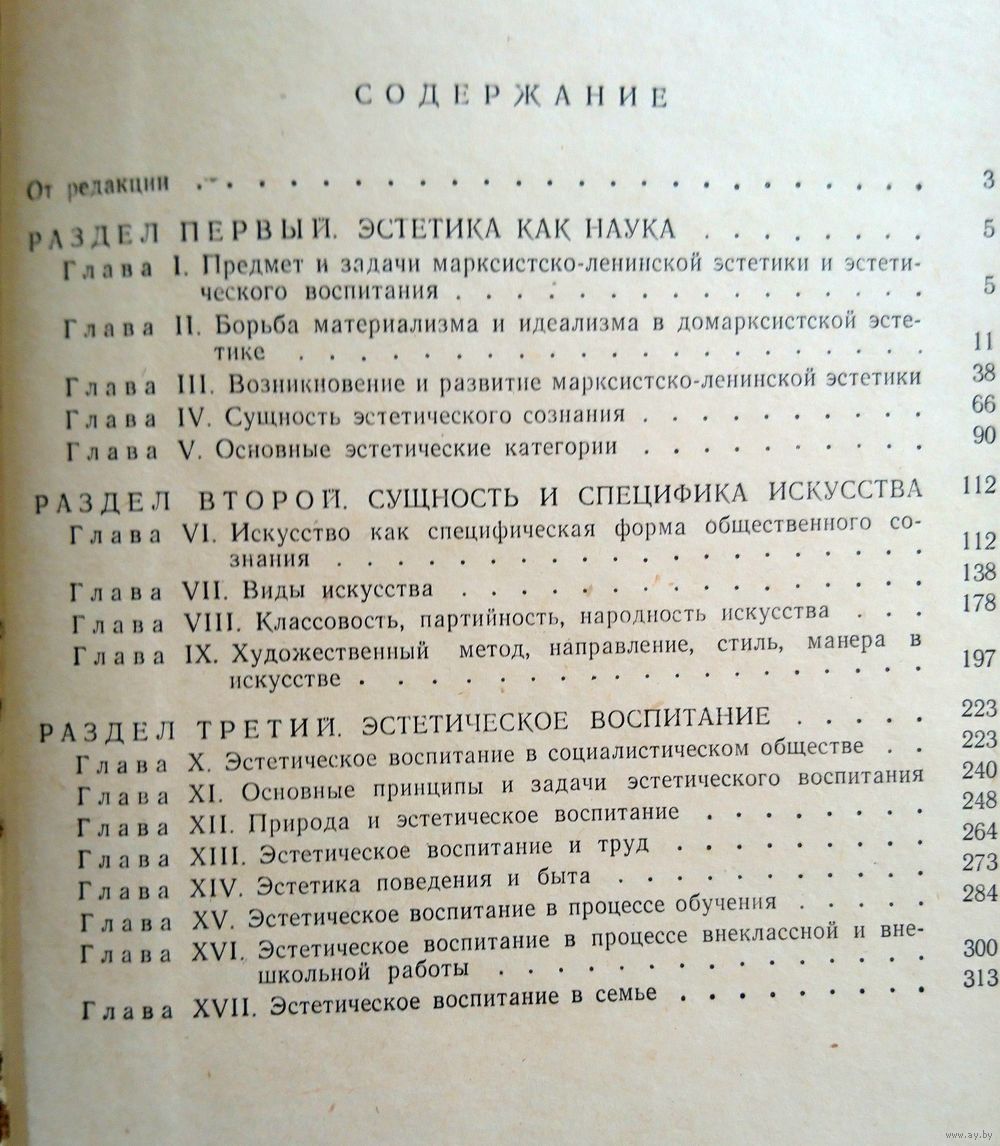 СОДЕРЖАНИЕ
От редакции . . . . . . . . . . . . . . . . . . . . . . . . 3
РАЗДЕЛ ПЕРВЫЙ. ЭСТЕТИКА КАК НАУКА . . . . . . . . 5
Глава I. Предмет и задачи марксистско-ленинской эстетики и эстети-
ческого воспитания . . . . . . . . . . . . . . . . 5
Глава II. Борьба материализма и идеализма в домарксистской эсте-
тике . . . . . . . . . . . . . . . . . . . . . 11
Глава III. Возникновение и развитие марксистско-ленинской эстетики 38
Глава IV. Сущность эстетического сознания . . . . . . . . . . 66
Глава V. Основные эстетические категории . . . . . . . . . . 90
РАЗДЕЛ ВТОРОЙ. СУЩНОСТЬ И СПЕЦИФИКА ИСКУССТВА 112
Глава VI. Искусство как специфическая форма общественного со-
знания . . . . . . . . . . . . . . . . . . . . 112
Глава VII. Виды искусства . . . . . . . . . . . . . . . . 138
Глава VIII. Классовость, партийность, народность искусства . . . 178
Глава IX. Художественный метод, направление, стиль, манера в
искусстве . . . . . . . . . . . . . . . . . . . 197
РАЗДЕЛ ТРЕТИЙ. ЭСТЕТИЧЕСКОЕ ВОСПИТАНИЕ . . . . . 223
Глава X. Эстетическое воспитание в социалистическом обществе . . 223
Глава XI. Основные принципы и задачи эстетического воспитания 240
Глава XII. Природа и эстетическое воспитание . . . . . . . . 248
Глава XIII. Эстетическое воспитание и труд . . . . . . . . . 264
Глава XIV. Эстетика поведения и быта . . . . . . . . . . . 273
Глава XV. Эстетическое воспитание в процессе обучения . . . . . 284
Глава XVI. Эстетическое воспитание в процессе внеклассной и вне-
школьной работы . . . . . . . . . . . . . . . 300
Глава XVII. Эстетическое воспитание в семье . . . . . . . . . 313
www.ay.by